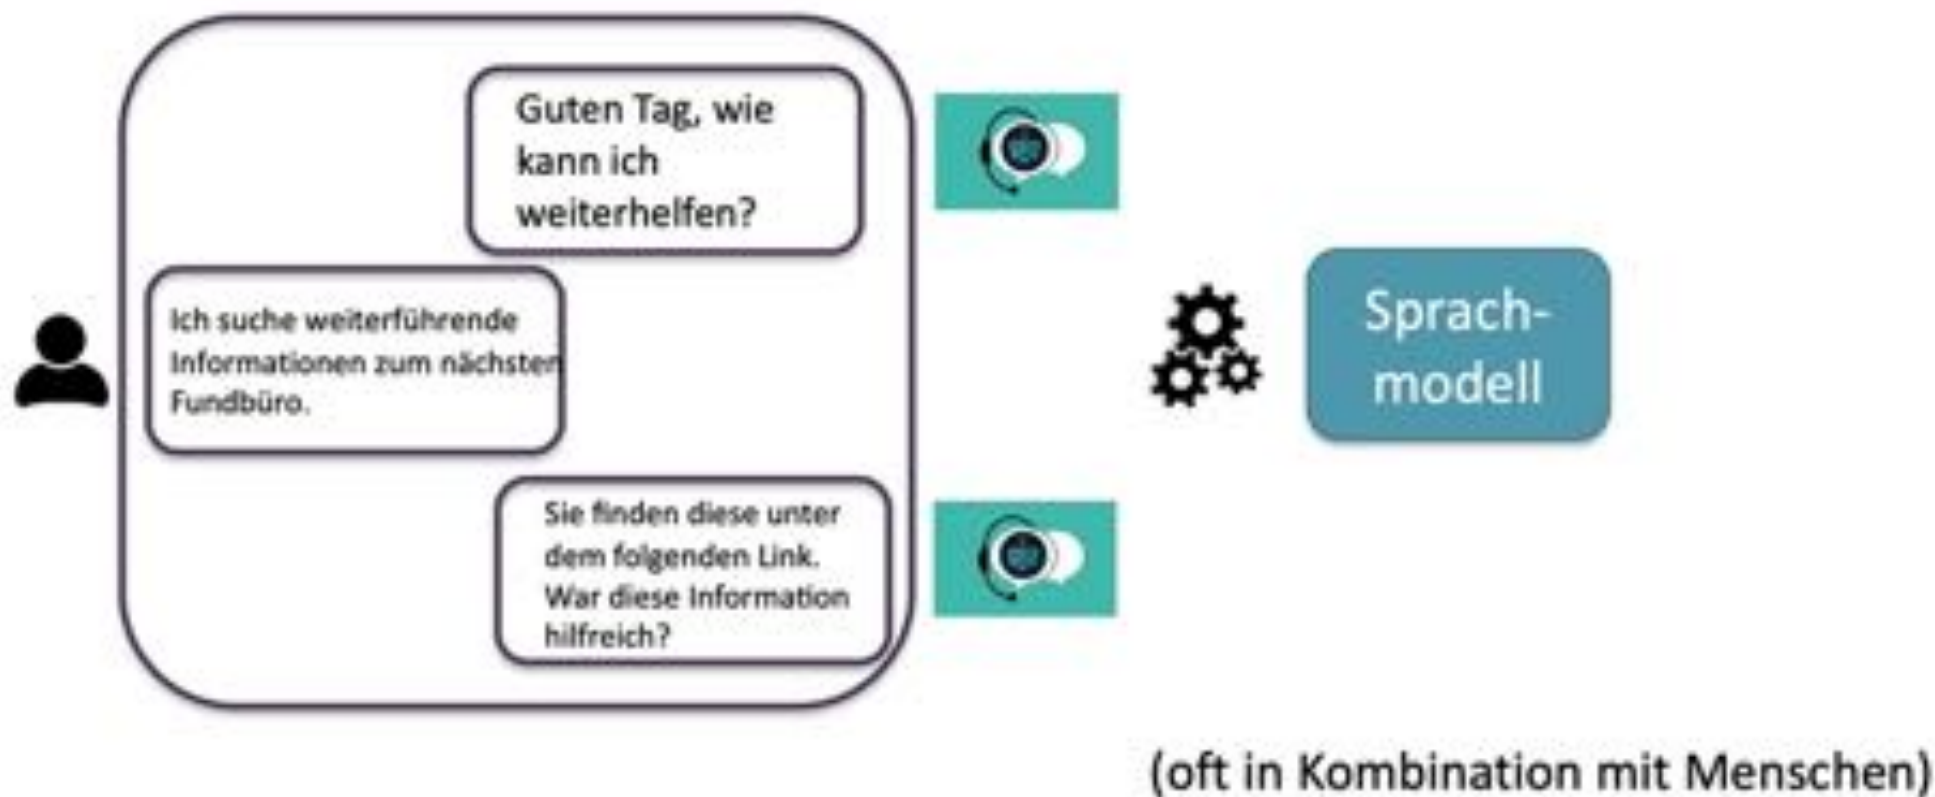 Guten Tag, wie
kann ich
weiterhelfen?
Ich suche weiterführende
Informationen zum nächsten
Fundbüro.
Sprach-
modell
Sie finden diese unter
dem folgenden Link.
War diese Information
hilfreich?
(oft in Kombination mit Menschen)